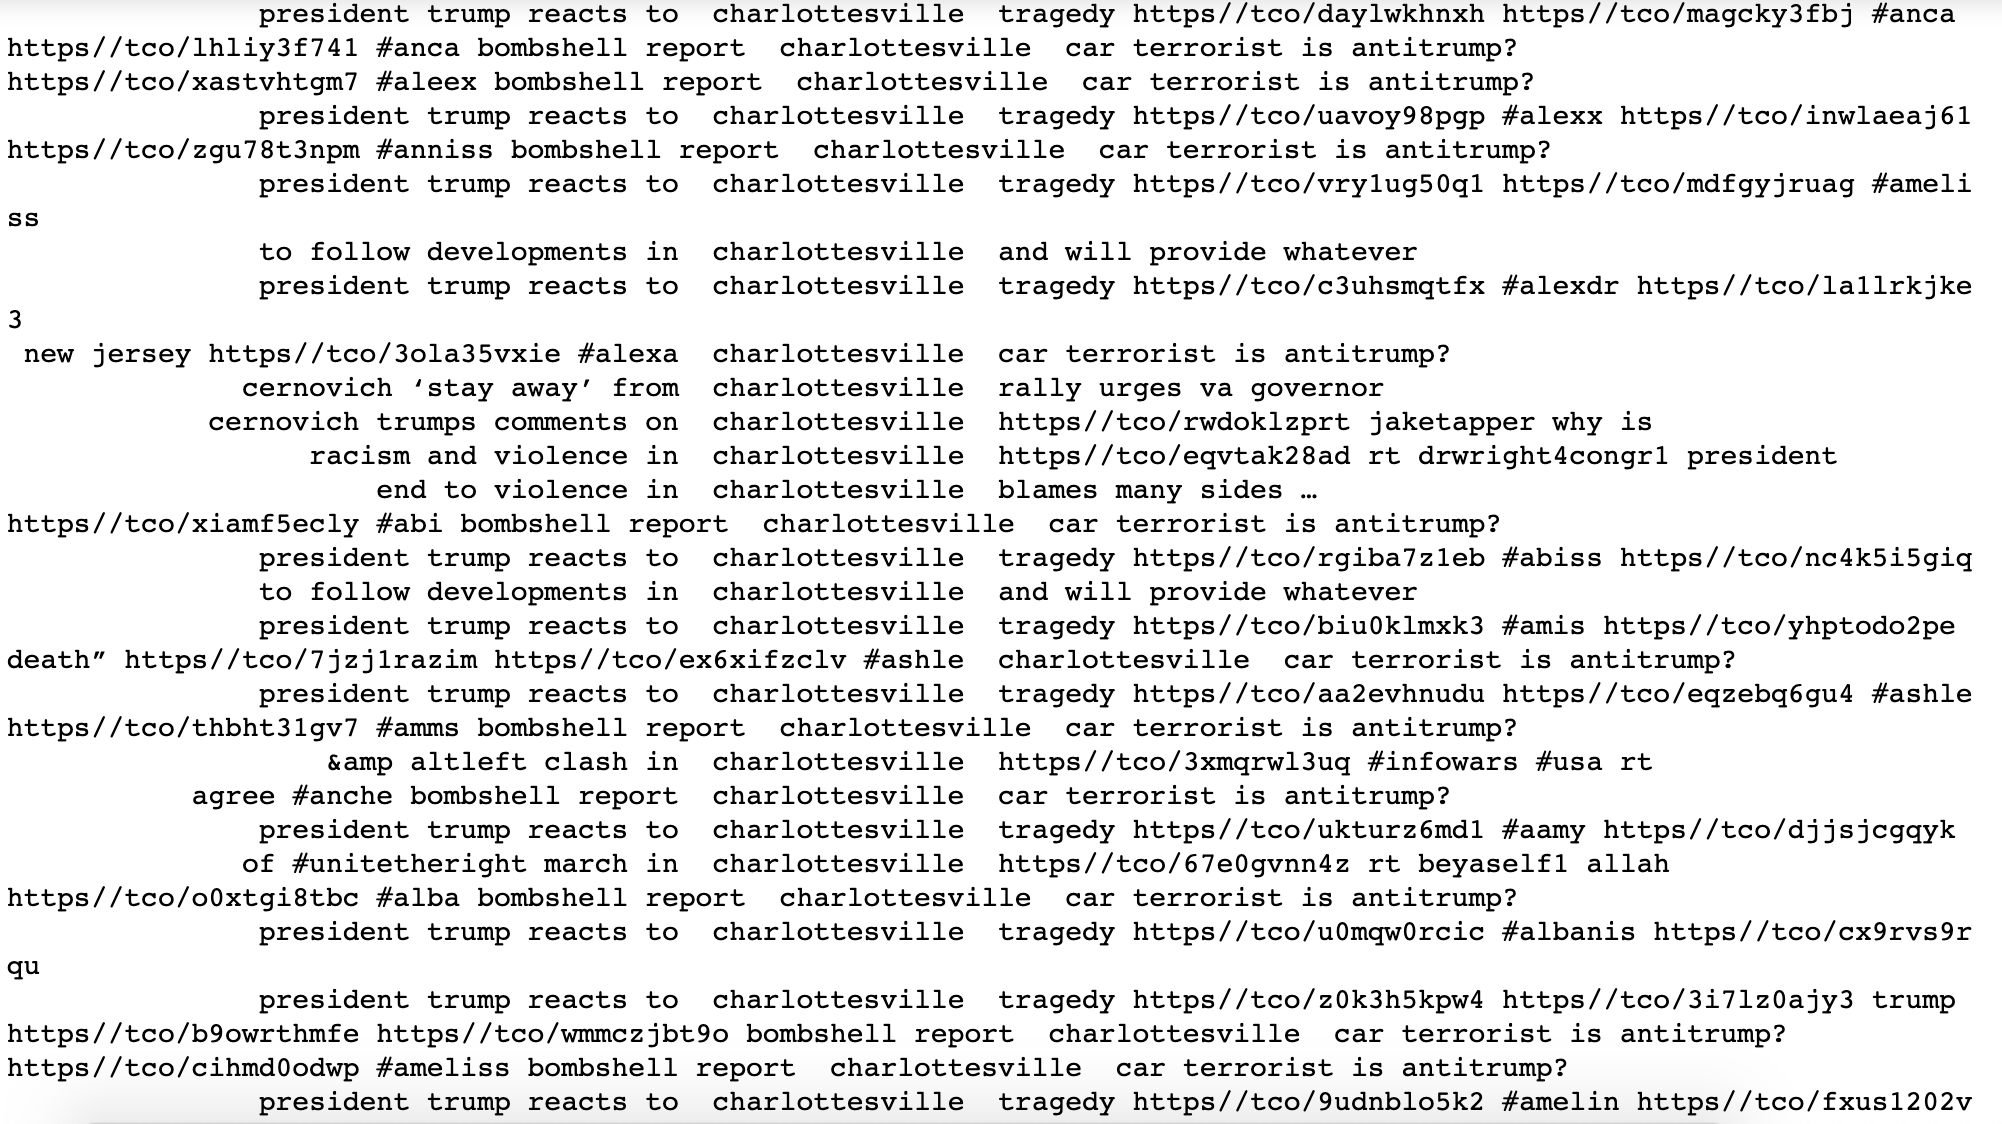 president trump reacts to charlottesville tragedy https//tco/daylwkhnxh https//tco/magcky3fbj #anca
https//tco/lhliy3f741 #anca bombshell report charlottesville car terrorist is antitrump?
https//tco/xastvhtgm7 #aleex bombshell report charlottesville car terrorist is antitrump?
president trump reacts to charlottesville tragedy https//tco/uavoy98pgp #alexx https//tco/inwlaeaj61
https//tco/zgu78t3npm #anniss bombshell report charlottesville car terrorist is antitrump?
president trump reacts to charlottesville tragedy https//tco/vry1ug50q1 https//tco/mdfgyjruag #ameli
ss
to follow developments in charlottesville and will provide whatever
president trump reacts to charlottesville tragedy https//tco/c3uhsmqtfx #alexdr https//tco/la1lrkjke
3
new jersey https//tco/3ola35vxie #alexa charlottesville car terrorist is antitrump?
cernovich ‘stay away’ from charlottesville rally urges va governor
cernovich trumps comments on charlottesville https//tco/rwdoklzprt jaketapper why is
racism and violence in charlottesville https//tco/eqvtak28ad rt drwright4congr1 president
end to violence in charlottesville blames many sides …
https//tco/xiamf5ecly #abi bombshell report charlottesville car terrorist is antitrump?
president trump reacts to charlottesville tragedy https//tco/rgiba7z1eb #abiss https//tco/nc4k5i5giq
to follow developments in charlottesville and will provide whatever
president trump reacts to charlottesville tragedy https//tco/biu0klmxk3 #amis https//tco/yhptodo2pe
death” https//tco/7jzj1razim https//tco/ex6xifzclv #ashle charlottesville car terrorist is antitrump?
president trump reacts to charlottesville tragedy https//tco/aa2evhnudu https//tco/eqzebq6gu4 #ashle
https//tco/thbht31gv7 #amms bombshell report charlottesville car terrorist is antitrump?
&amp altleft clash in charlottesville https//tco/3xmqrwl3uq #infowars #usa rt
agree #anche bombshell report charlottesville car terrorist is antitrump?
president trump reacts to charlottesville tragedy https//tco/ukturz6md1 #aamy https//tco/djjsjcgqyk
of #unitetheright march in charlottesville https//tco/67e0gvnn4z rt beyaself1 allah
https//tco/o0xtgi8tbc #alba bombshell report charlottesville car terrorist is antitrump?
president trump reacts to charlottesville tragedy https//tco/u0mqw0rcic #albanis https//tco/cx9rvs9r
qu
president trump reacts to charlottesville tragedy https//tco/z0k3h5kpw4 https//tco/3i7lz0ajy3 trump
https//tco/b9owrthmfe https//tco/wmmczjbt9o bombshell report charlottesville car terrorist is antitrump?
https//tco/cihmd0odwp #ameliss bombshell report charlottesville car terrorist is antitrump?
president trump reacts to charlottesville tragedy https//tco/9udnblo5k2 #amelin https//tco/fxus1202v